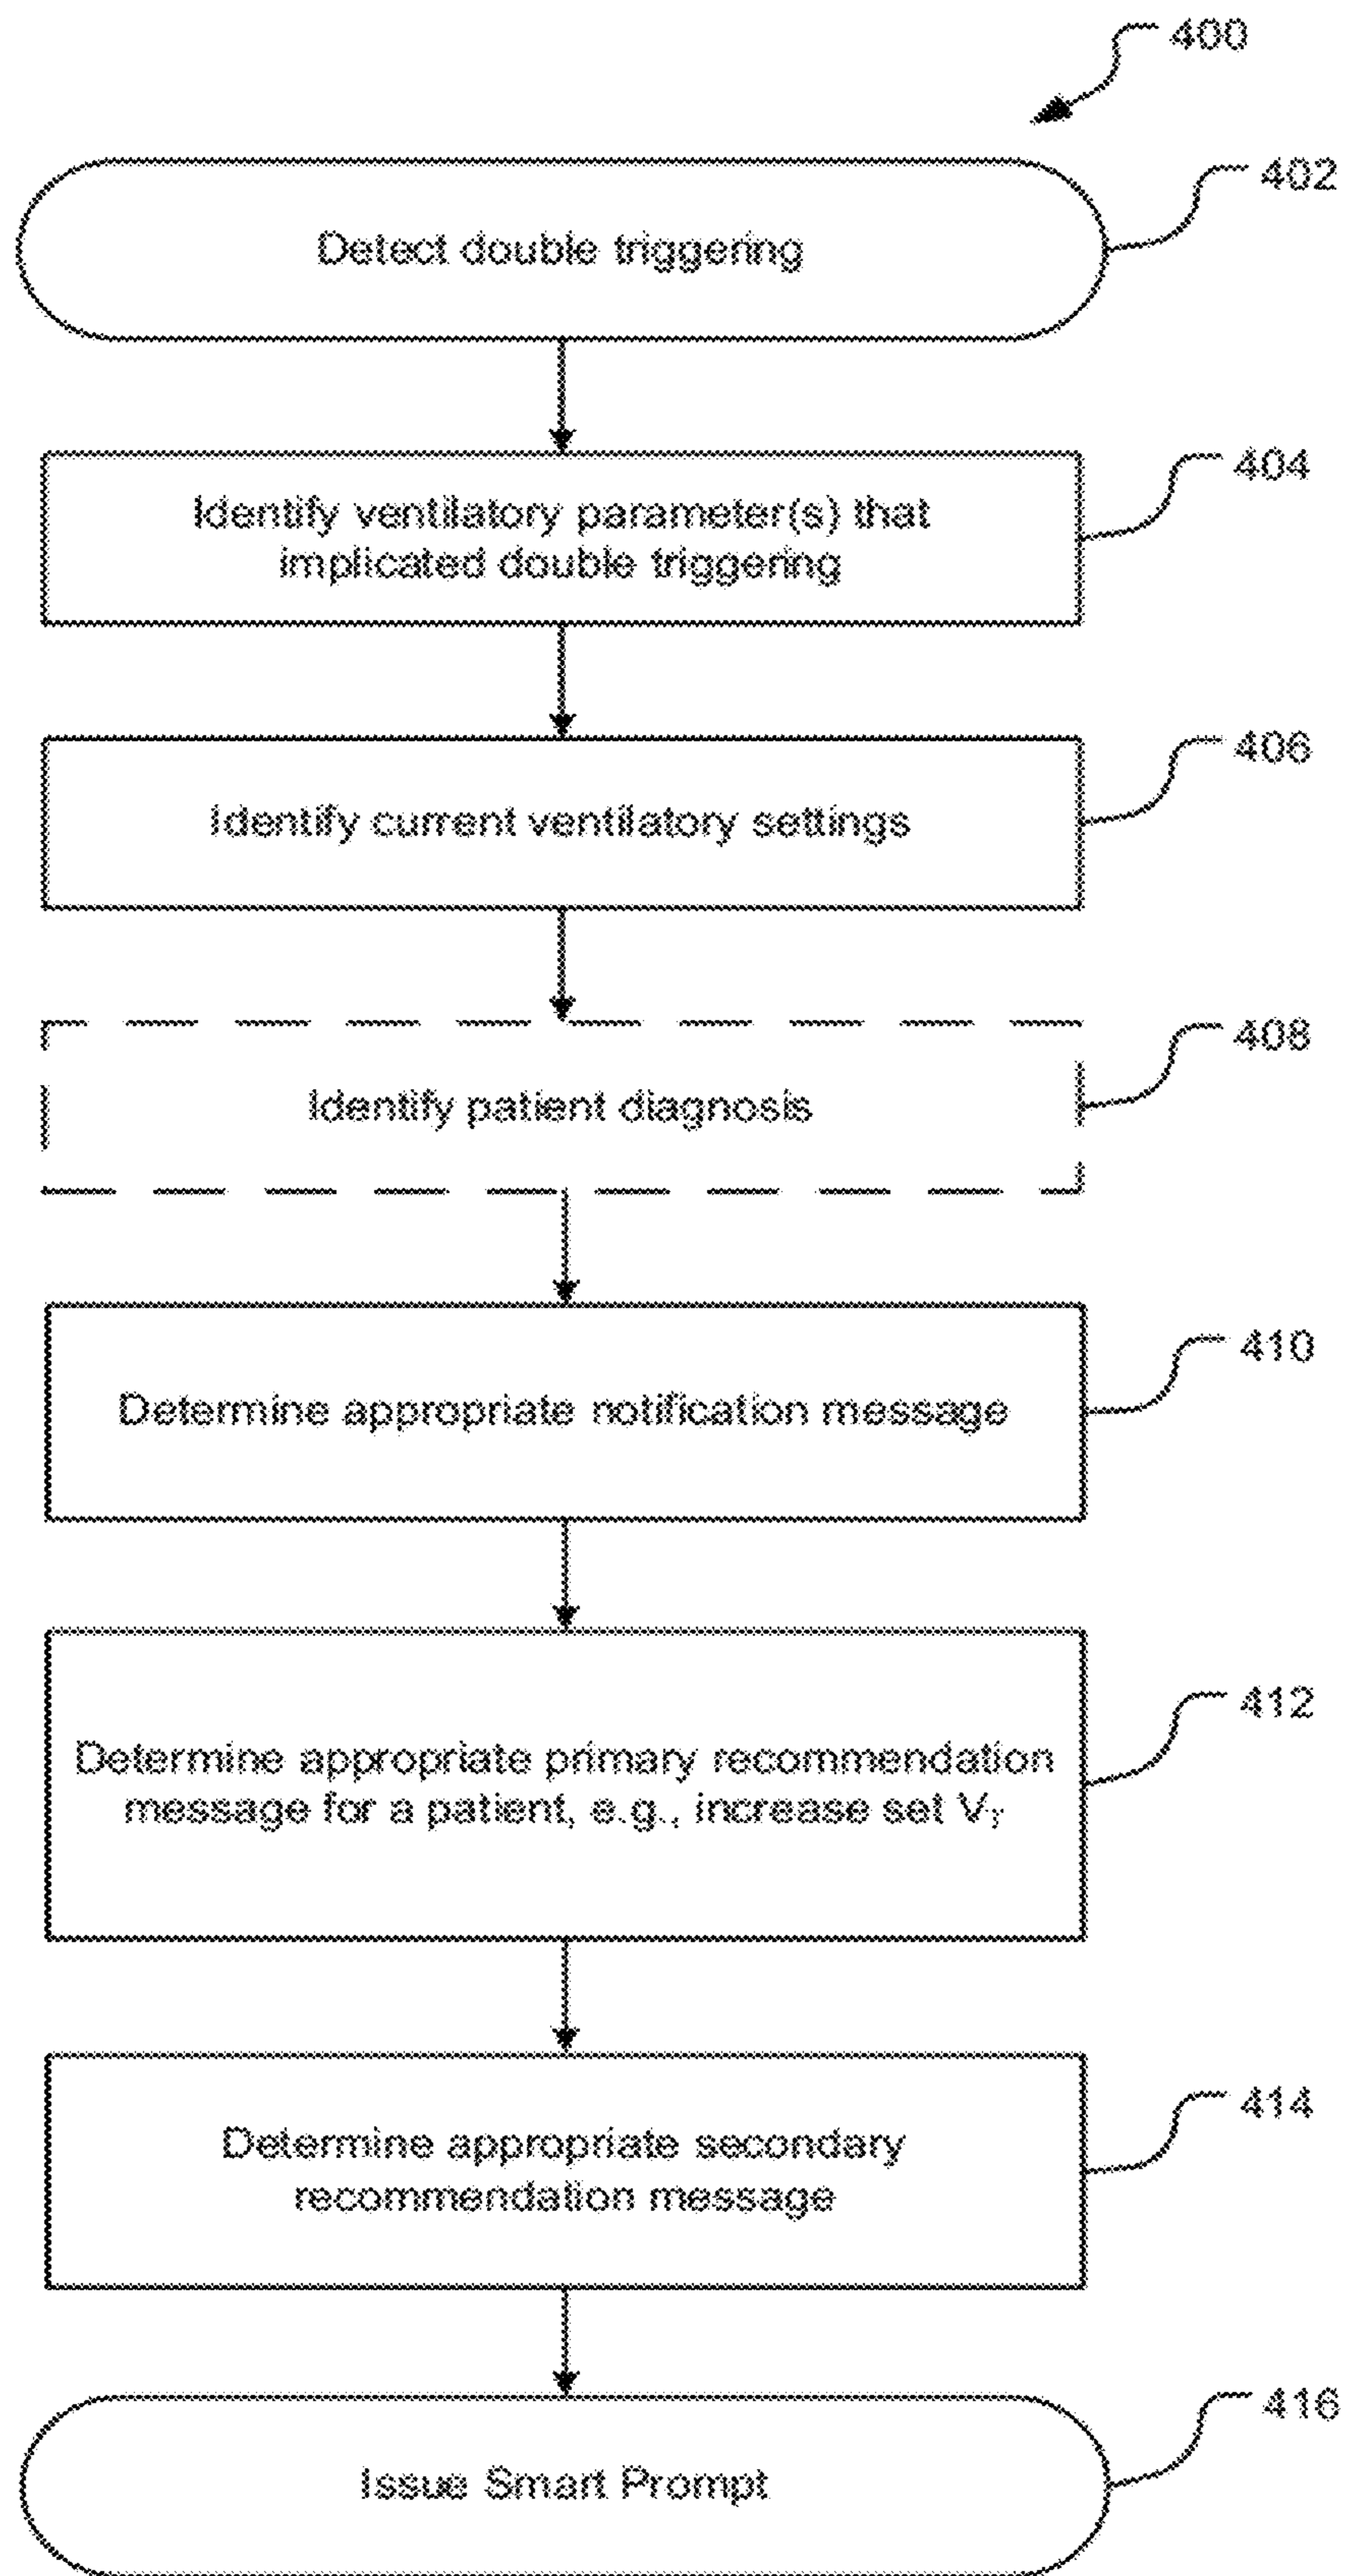 400
402
Detect double triggering
404
Identify ventilatory parameter(s) that
implicated double triggering
406
Identify current ventilatory settings
408
Identify patient diagnosis
410
Determine appropriate notification message
412
Determine appropriate primary recommendation
message for a patient, e.g., increase set V_T
414
Determine appropriate secondary
recommendation message
416
Issue Smart Prompt